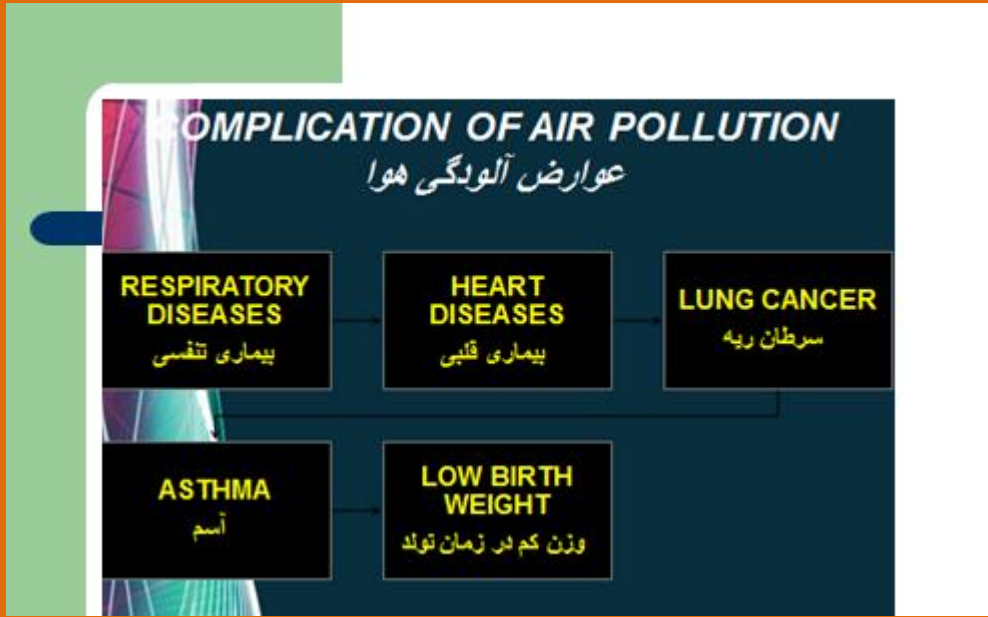 COMPLICATION OF AIR POLLUTION
عوارض آلودگی هوا
RESPIRATORY
DISEASES
بیماری تنفسی
HEART
DISEASES
بیماری قلبی
LUNG CANCER
سرطان ریه
ASTHMA
آسم
LOW BIRTH
WEIGHT
وزن کم در زمان تولد